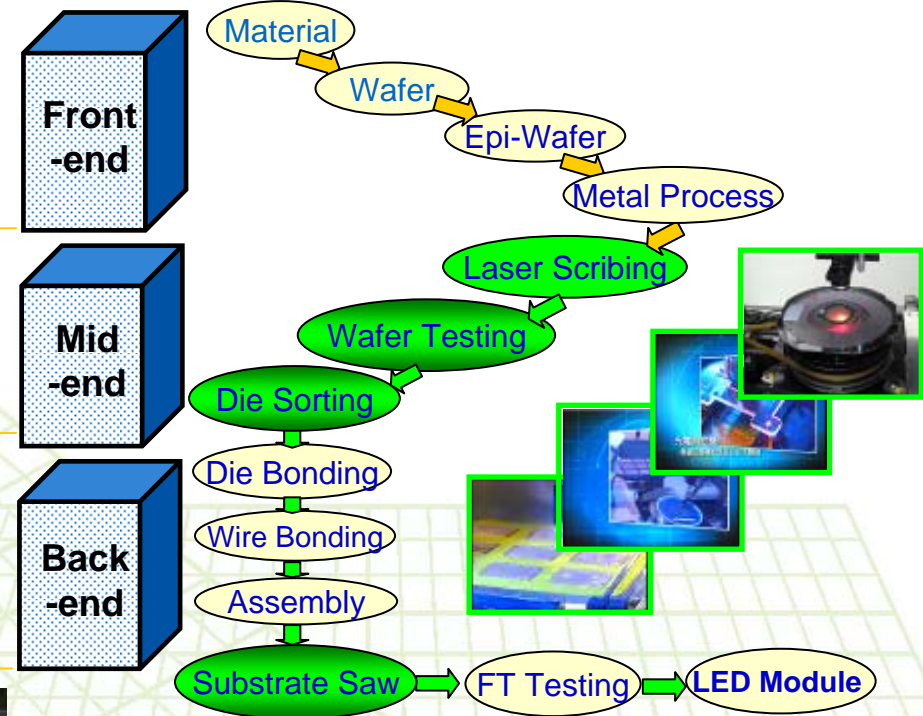 Material
Wafer
Front
-end
Epi-Wafer
Metal Process
Laser Scribing
Mid
-end
Wafer Testing
Die Sorting
Die Bonding
Back
-end
Wire Bonding
Assembly
Substrate Saw
FT Testing
LED Module